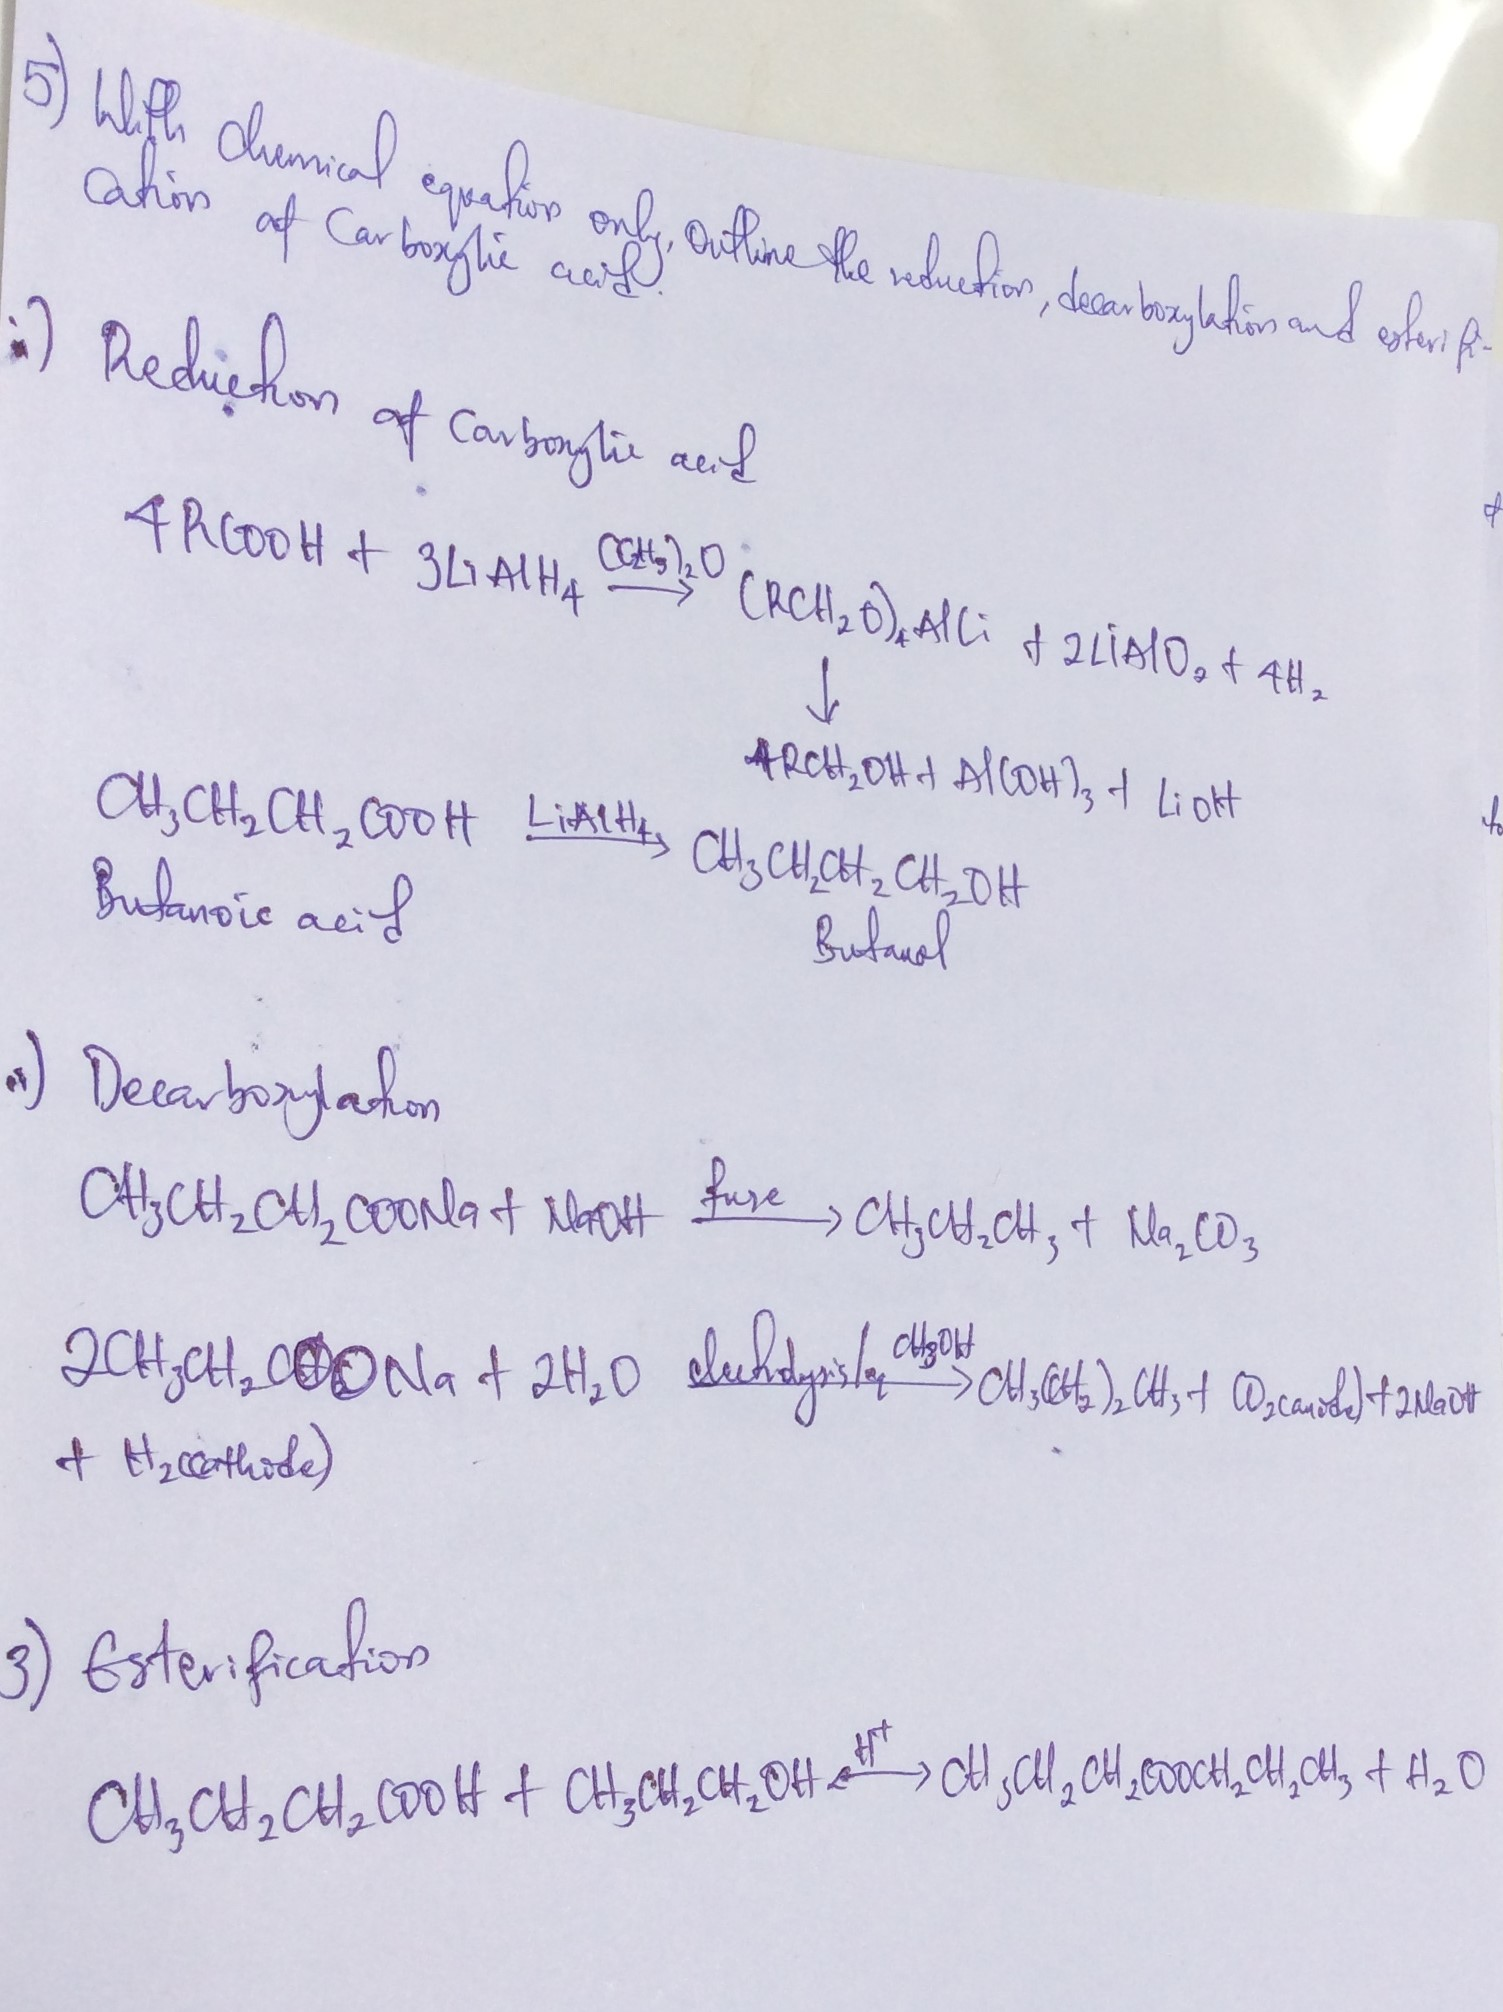 5) With chemical equation only, outline the reduction, decarboxylation and esterifi-
cation of Carboxylic acid.
i) Reduction of Carboxylic acid
4RCOOH + 3LiAlH₄ (C₂H₅)₂O → (RCH₂O)₄AlLi + 2LiAlO₂ + 4H₂
↓
4RCH₂OH + Al(OH)₃ + LiOH
CH₃CH₂CH₂COOH LiAlH₄ → CH₃CH₂CH₂CH₂OH
Butanoic acid Butanol
ii) Decarboxylation
CH₃CH₂CH₂COONa + NaOH fuse → CH₃CH₂CH₃ + Na₂CO₃
2CH₃CH₂COONa + 2H₂O electrolysis/aq CH₃OH → CH₃(CH₂)₂CH₃ + CO₂(anode) + 2NaOH
+ H₂(cathode)
3) Esterification
CH₃CH₂CH₂COOH + CH₃CH₂CH₂OH H⁺ ⟷ CH₃CH₂CH₂COOCH₂CH₂CH₃ + H₂O